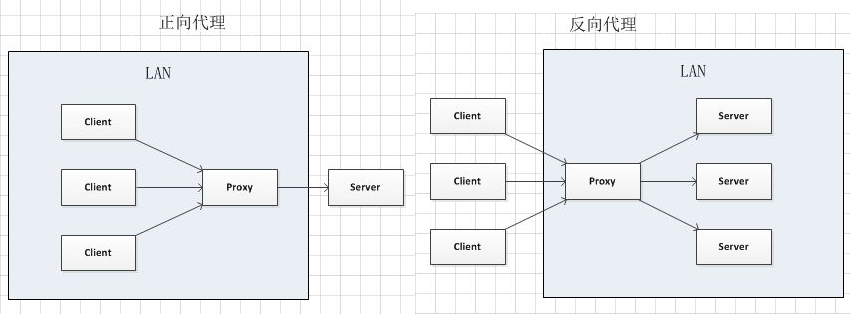 正向代理
LAN
Client
Client
Proxy
Server
Client
反向代理
LAN
Client
Server
Client
Proxy
Server
Client
Server